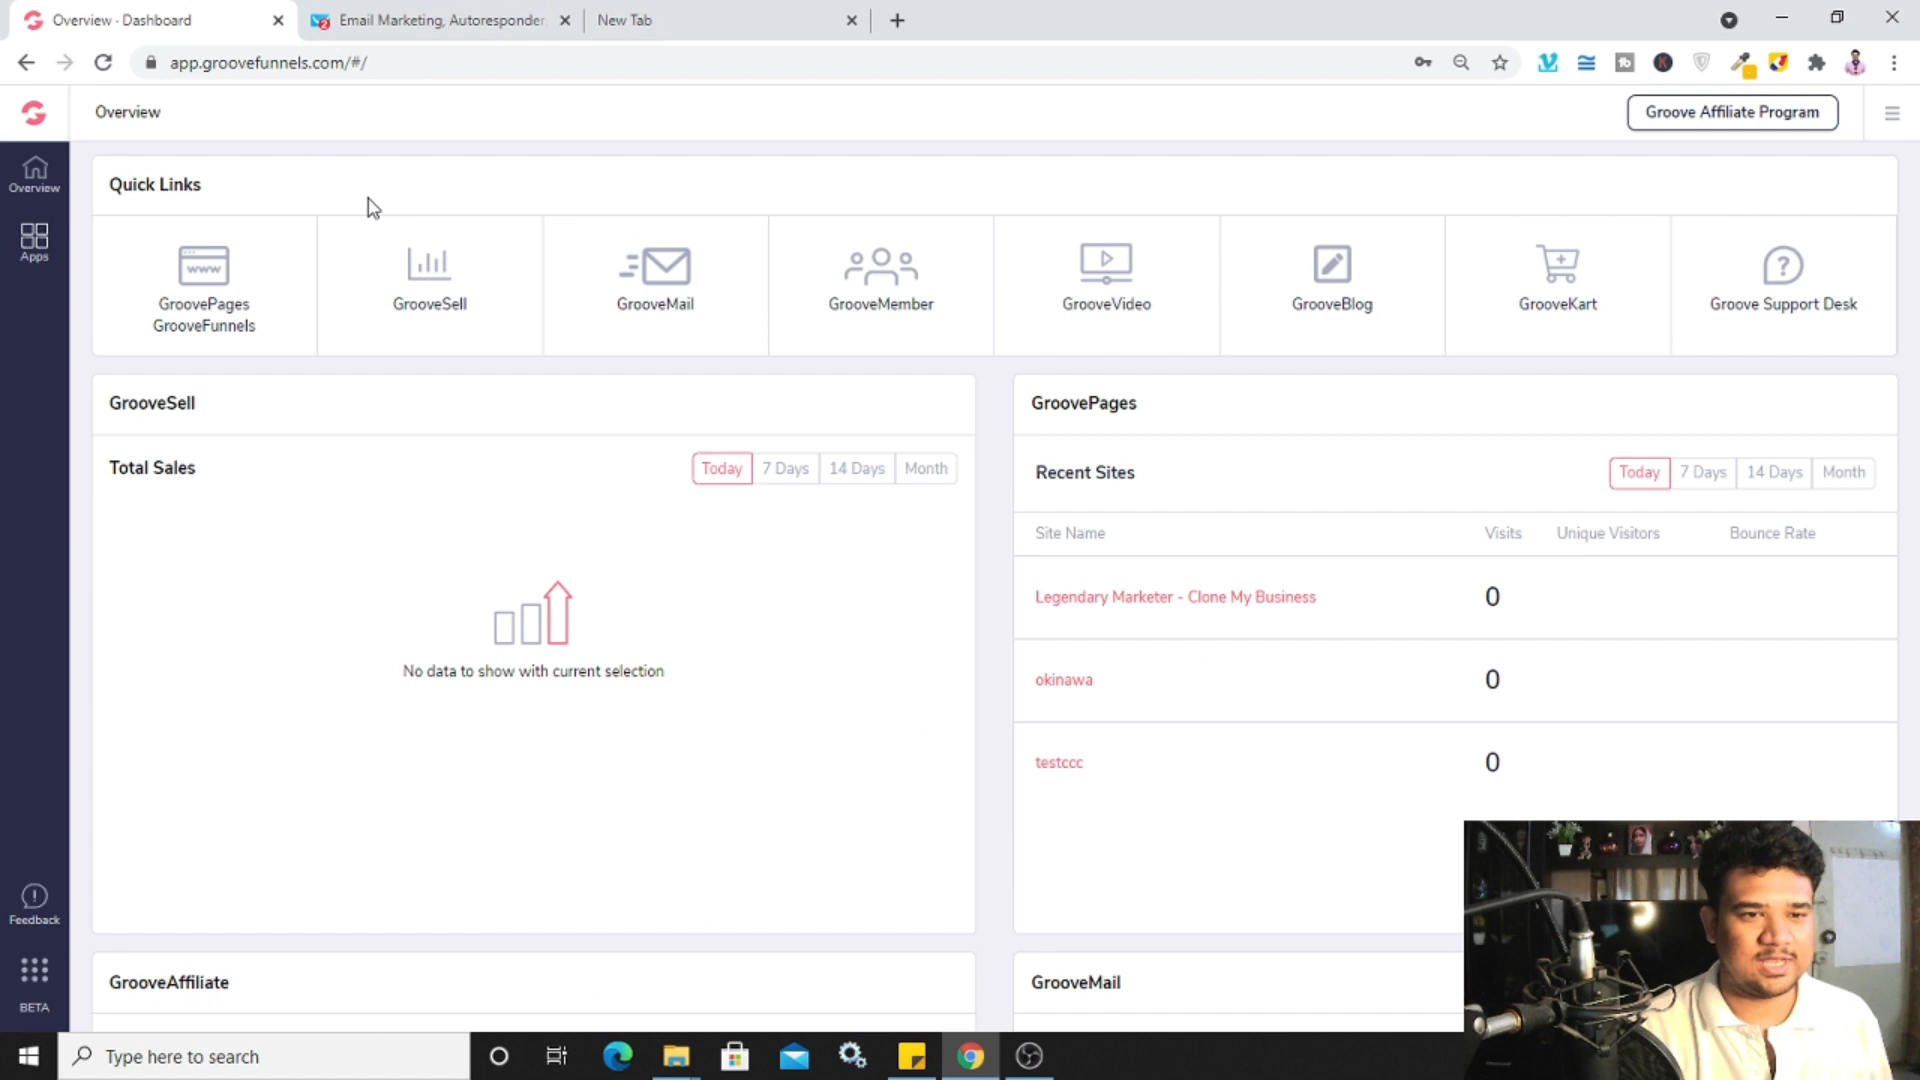 Overview - Dashboard
Email Marketing, Autoresponder,
New Tab
app.groovefunnels.com/#/
Overview
Groove Affiliate Program
Overview
Apps
Feedback
BETA
Quick Links
www
GroovePages
GrooveFunnels
GrooveSell
GrooveMail
GrooveMember
GrooveVideo
GrooveBlog
GrooveKart
Groove Support Desk
GrooveSell
Total Sales
Today 7 Days 14 Days Month
No data to show with current selection
GroovePages
Recent Sites
Today 7 Days 14 Days Month
Site Name Visits Unique Visitors Bounce Rate
Legendary Marketer - Clone My Business 0
okinawa 0
testccc 0
GrooveAffiliate
GrooveMail
Type here to search